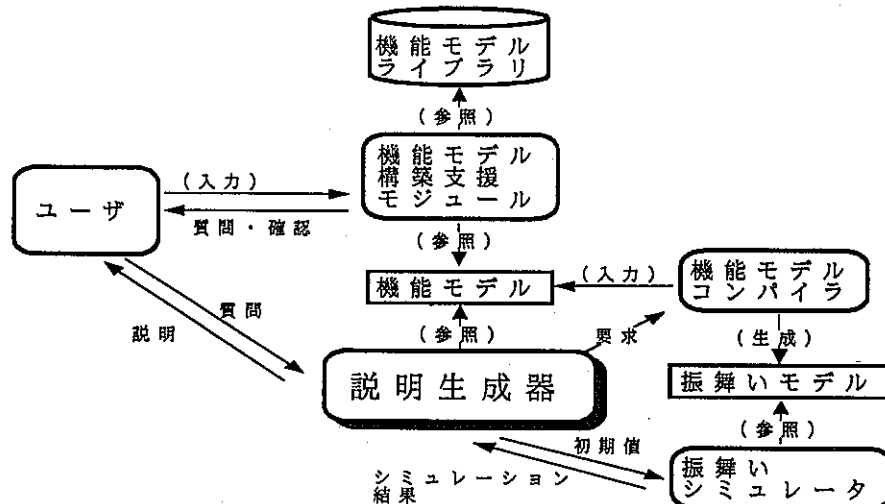 機能モデル
ライブラリ
(参照)
機能モデル
構築支援
モジュール
(入力)
ユーザ
質問・確認
(参照)
機能モデル
(入力)
機能モデル
コンパイラ
質問
説明
(参照)
要求
(生成)
説明生成器
振舞いモデル
(参照)
初期値
シミュレーション
結果
振舞い
シミュレータ